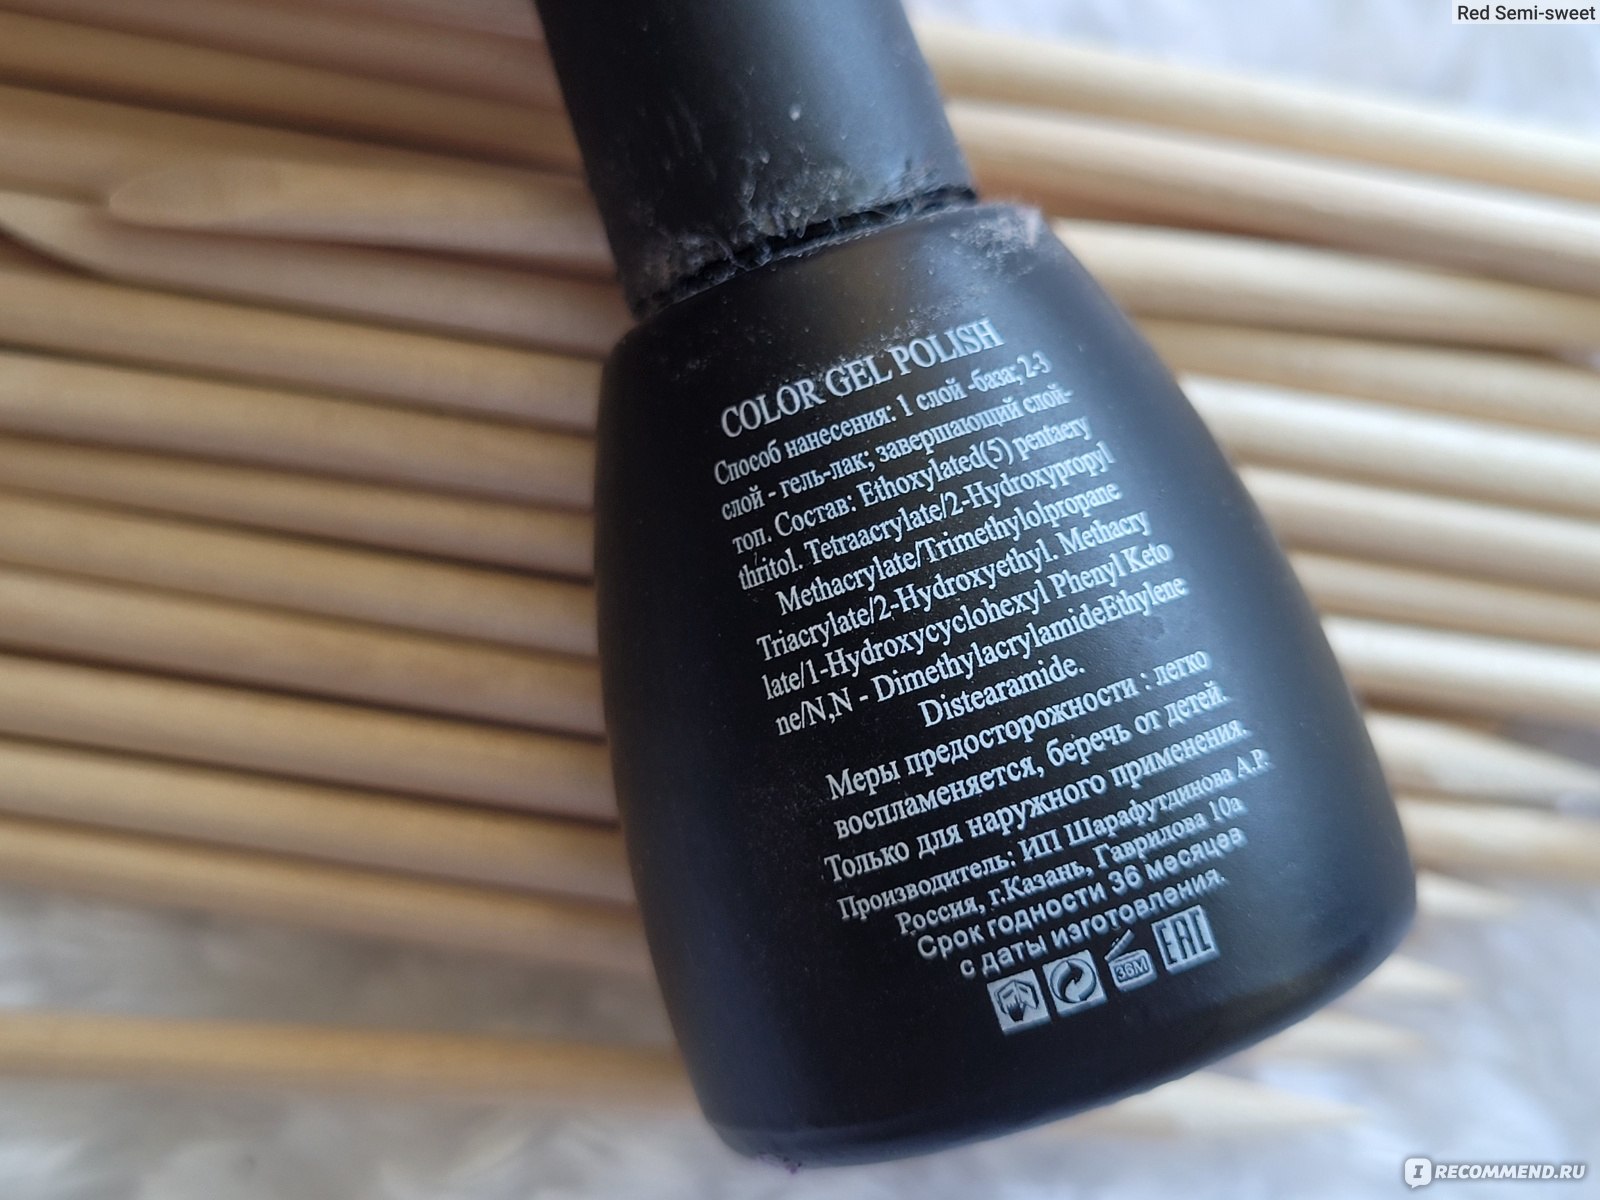 Red Semi-sweet
COLOR GEL POLISH
Способ нанесения: 1 слой -база; 2-3
слой - гель-лак; завершающий слой-
топ. Состав: Ethoxylated(5) pentaery
thritol. Tetraacrylate/2-Hydroxypropyl
Methacrylate/Trimethylolpropane
Triacrylate/2-Hydroxyethyl. Methacry
late/1-Hydroxycyclohexyl Phenyl Keto
ne/N,N - DimethylacrylamideEthylene
Distearamide.
Меры предосторожности : легко
воспламеняется, беречь от детей.
Только для наружного применения.
Производитель: ИП Шарафутдинова А.Р.
Россия, г.Казань, Гаврилова 10а
Срок годности 36 месяцев
с даты изготовления.
36M EAC
IRECOMMEND.RU